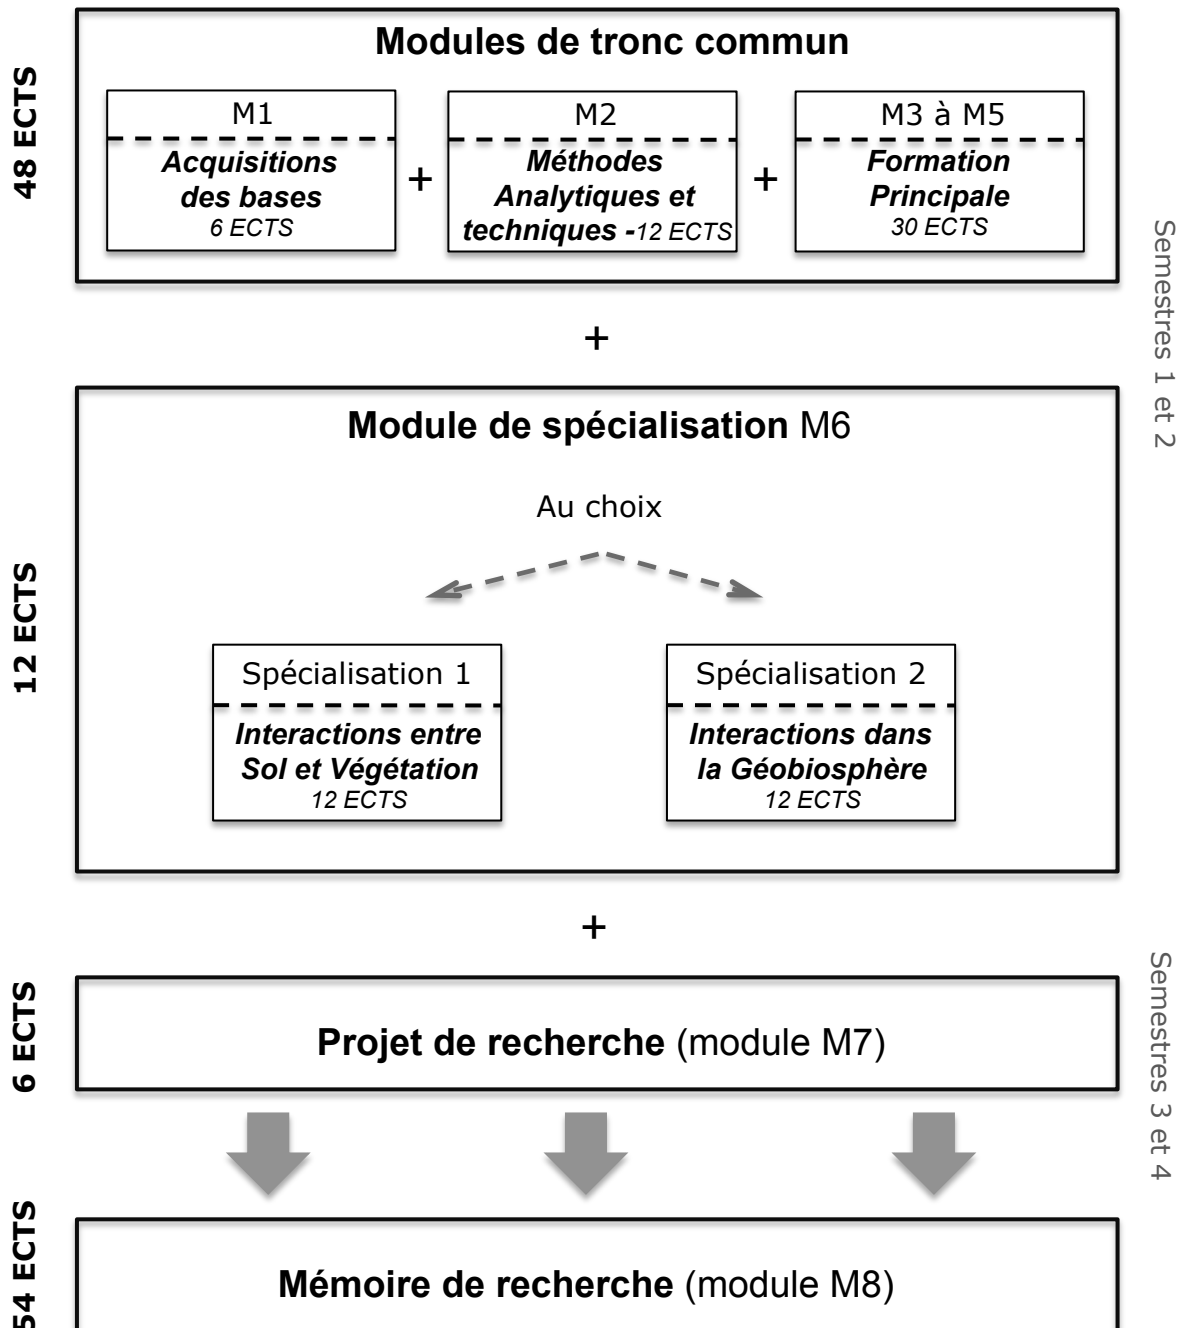 48 ECTS
Modules de tronc commun
M1
Acquisitions
des bases
6 ECTS
+
M2
Méthodes
Analytiques et
techniques -12 ECTS
+
M3 à M5
Formation
Principale
30 ECTS
Semestres 1 et 2
+
12 ECTS
Module de spécialisation M6
Au choix
Spécialisation 1
Interactions entre
Sol et Végétation
12 ECTS
Spécialisation 2
Interactions dans
la Géobiosphère
12 ECTS
+
6 ECTS
Projet de recherche (module M7)
Semestres 3 et 4
54 ECTS
Mémoire de recherche (module M8)